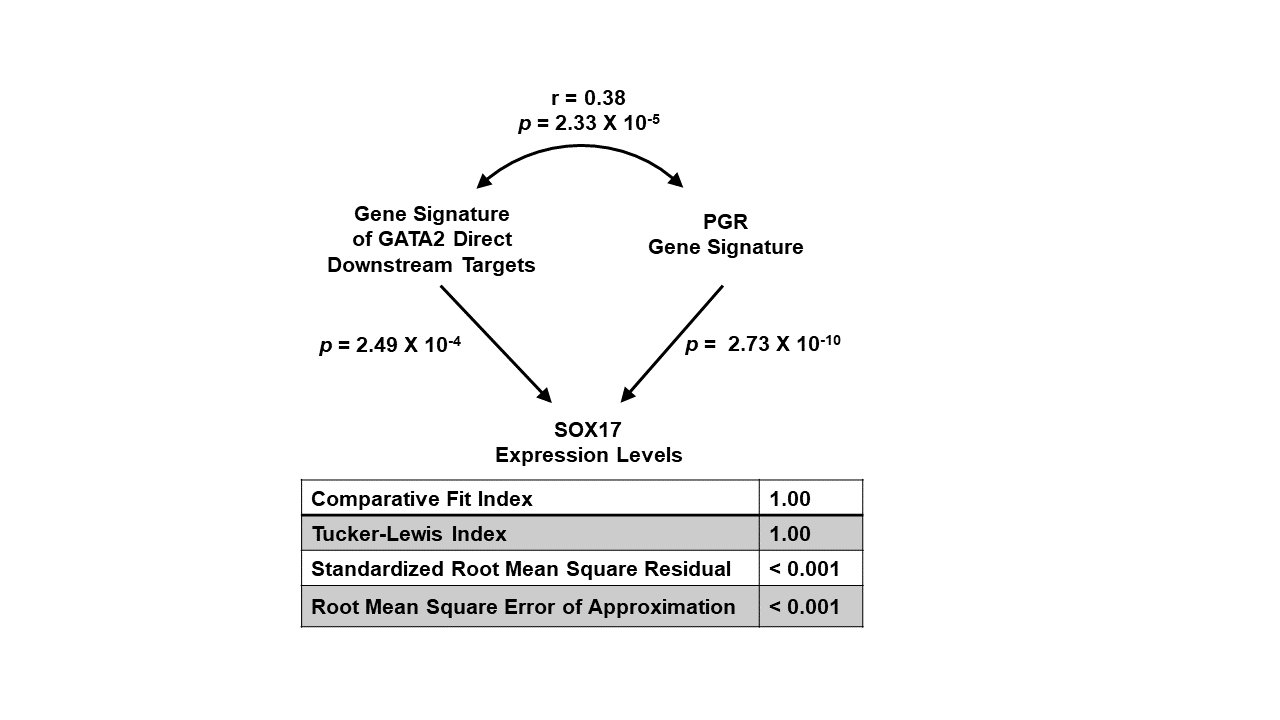 r = 0.38
p = 2.33 X 10⁻⁵
Gene Signature
of GATA2 Direct
Downstream Targets
PGR
Gene Signature
p = 2.49 X 10⁻⁴
p = 2.73 X 10⁻¹⁰
SOX17
Expression Levels
Comparative Fit Index 1.00
Tucker-Lewis Index 1.00
Standardized Root Mean Square Residual < 0.001
Root Mean Square Error of Approximation < 0.001